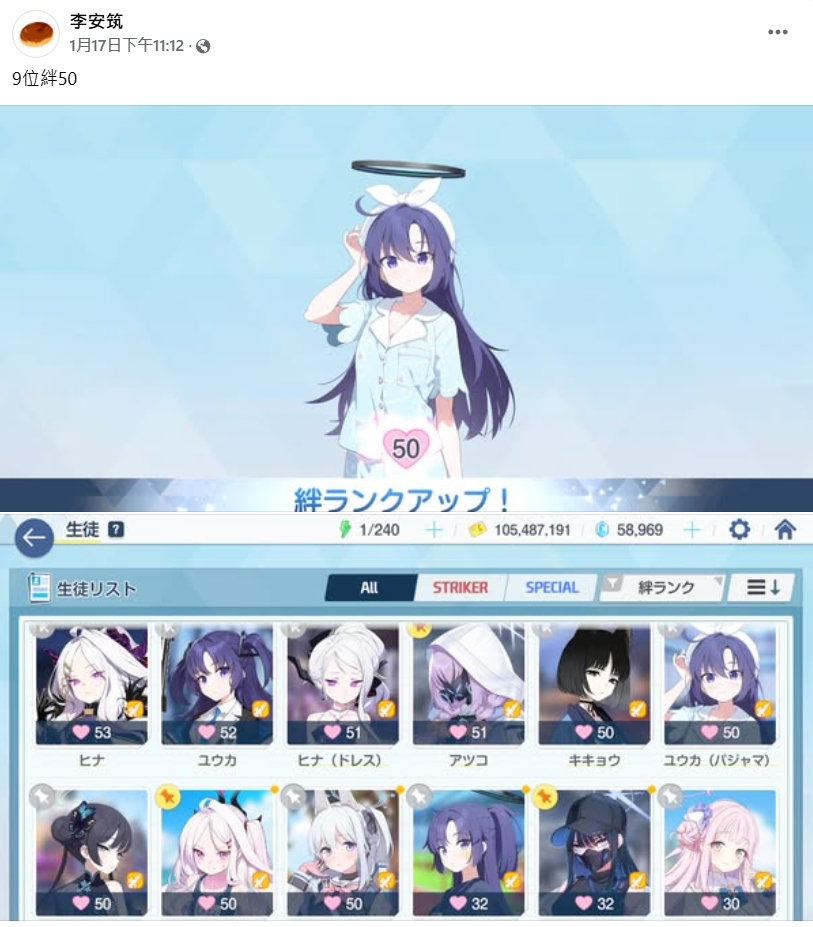 李安筑
1月17日下午11:12
9位絆50
50
絆ランクアップ！
生徒 ?
1/240
105,487,191
58,969
生徒リスト
All
STRIKER
SPECIAL
絆ランク
53
52
51
51
50
50
ヒナ
ユウカ
ヒナ（ドレス）
アツコ
キキョウ
ユウカ（パジャマ）
50
50
50
32
32
30